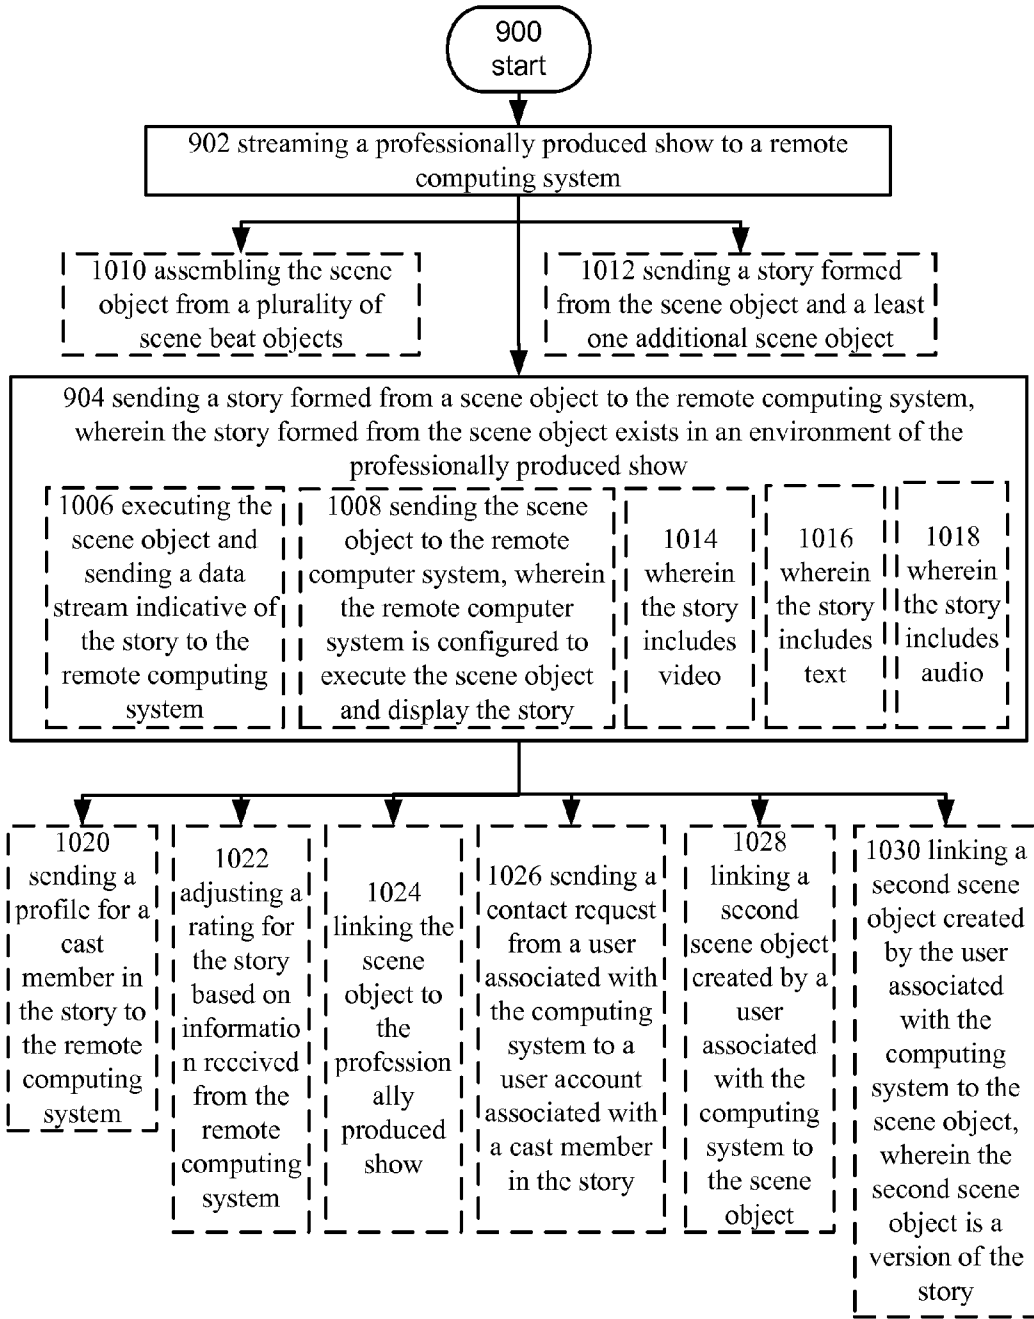 900
start
902 streaming a professionally produced show to a remote
computing system
1010 assembling the scene
object from a plurality of
scene beat objects
1012 sending a story formed
from the scene object and a least
one additional scene object
904 sending a story formed from a scene object to the remote computing system,
wherein the story formed from the scene object exists in an environment of the
professionally produced show
1006 executing the
scene object and
sending a data
stream indicative of
the story to the
remote computing
system
1008 sending the scene
object to the remote
computer system, wherein
the remote computer
system is configured to
execute the scene object
and display the story
1014
wherein
the story
includes
video
1016
wherein
the story
includes
text
1018
wherein
the story
includes
audio
1020
sending a
profile for a
cast
member in
the story to
the remote
computing
system
1022
adjusting a
rating for
the story
based on
informatio
n received
from the
remote
computing
system
1024
linking the
scene
object to
the
profession
ally
produced
show
1026 sending a
contact request
from a user
associated with
the computing
system to a
user account
associated with
a cast member
in the story
1028
linking a
second
scene object
created by a
user
associated
with the
computing
system to
the scene
object
1030 linking a
second scene
object created
by the user
associated
with the
computing
system to the
scene object,
wherein the
second scene
object is a
version of the
story